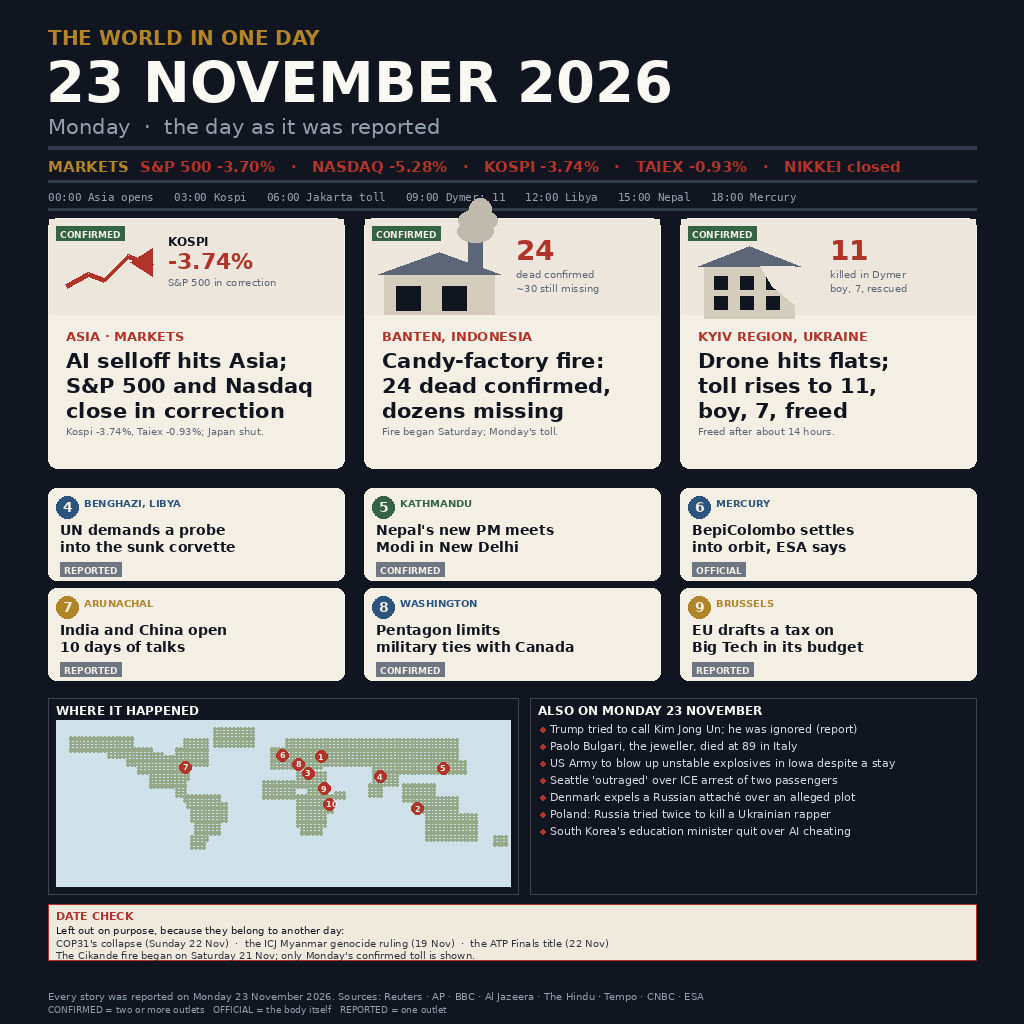 THE WORLD IN ONE DAY
23 NOVEMBER 2026
Monday · the day as it was reported
MARKETS S&P 500 -3.70% · NASDAQ -5.28% · KOSPI -3.74% · TAIEX -0.93% · NIKKEI closed
00:00 Asia opens 03:00 Kospi 06:00 Jakarta toll 09:00 Dymer: 11 12:00 Libya 15:00 Nepal 18:00 Mercury
CONFIRMED
KOSPI
-3.74%
S&P 500 in correction
ASIA · MARKETS
AI selloff hits Asia;
S&P 500 and Nasdaq
close in correction
Kospi -3.74%, Taiex -0.93%; Japan shut.
CONFIRMED
24
dead confirmed
~30 still missing
BANTEN, INDONESIA
Candy-factory fire:
24 dead confirmed,
dozens missing
Fire began Saturday; Monday's toll.
CONFIRMED
11
killed in Dymer
boy, 7, rescued
KYIV REGION, UKRAINE
Drone hits flats;
toll rises to 11,
boy, 7, freed
Freed after about 14 hours.
4 BENGHAZI, LIBYA
UN demands a probe
into the sunk corvette
REPORTED
5 KATHMANDU
Nepal's new PM meets
Modi in New Delhi
CONFIRMED
6 MERCURY
BepiColombo settles
into orbit, ESA says
OFFICIAL
7 ARUNACHAL
India and China open
10 days of talks
REPORTED
8 WASHINGTON
Pentagon limits
military ties with Canada
CONFIRMED
9 BRUSSELS
EU drafts a tax on
Big Tech in its budget
REPORTED
WHERE IT HAPPENED
6
1
8
7
3
5
4
9
10
2
ALSO ON MONDAY 23 NOVEMBER
Trump tried to call Kim Jong Un; he was ignored (report)
Paolo Bulgari, the jeweller, died at 89 in Italy
US Army to blow up unstable explosives in Iowa despite a stay
Seattle 'outraged' over ICE arrest of two passengers
Denmark expels a Russian attaché over an alleged plot
Poland: Russia tried twice to kill a Ukrainian rapper
South Korea's education minister quit over AI cheating
DATE CHECK
Left out on purpose, because they belong to another day:
COP31's collapse (Sunday 22 Nov) · the ICJ Myanmar genocide ruling (19 Nov) · the ATP Finals title (22 Nov)
The Cikande fire began on Saturday 21 Nov; only Monday's confirmed toll is shown.
Every story was reported on Monday 23 November 2026. Sources: Reuters · AP · BBC · Al Jazeera · The Hindu · Tempo · CNBC · ESA
CONFIRMED = two or more outlets OFFICIAL = the body itself REPORTED = one outlet